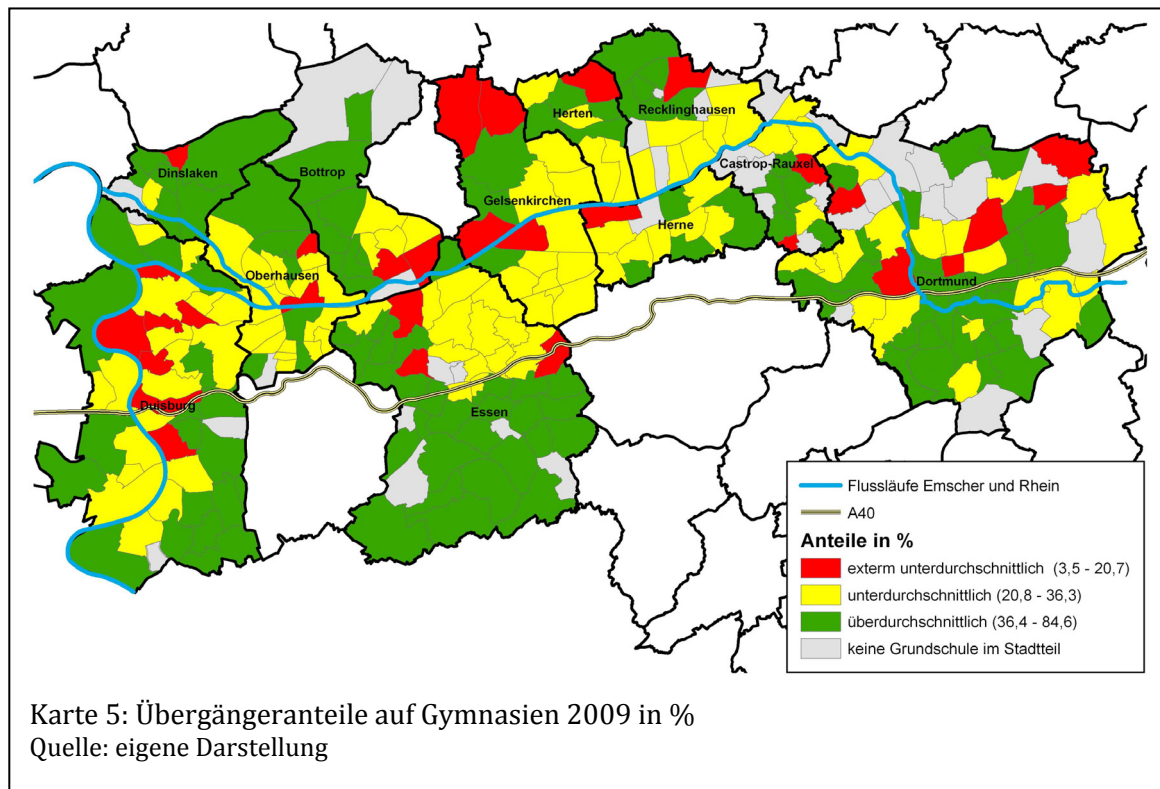 Herten
Recklinghausen
Castrop-Rauxel
Dinslaken
Bottrop
Gelsenkirchen
Herne
Oberhausen
Dortmund
Duisburg
Essen
Flussläufe Emscher und Rhein
A40
Anteile in %
exterm unterdurchschnittlich (3,5 - 20,7)
unterdurchschnittlich (20,8 - 36,3)
überdurchschnittlich (36,4 - 84,6)
keine Grundschule im Stadtteil
Karte 5: Übergängeranteile auf Gymnasien 2009 in %
Quelle: eigene Darstellung